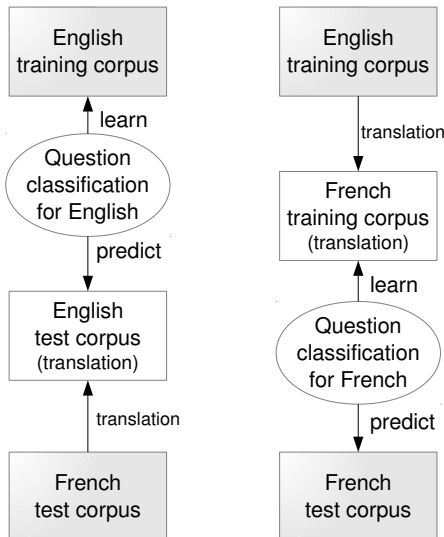 English
training corpus
learn
Question
classification
for English
predict
English
test corpus
(translation)
translation
French
test corpus
English
training corpus
translation
French
training corpus
(translation)
learn
Question
classification
for French
predict
French
test corpus